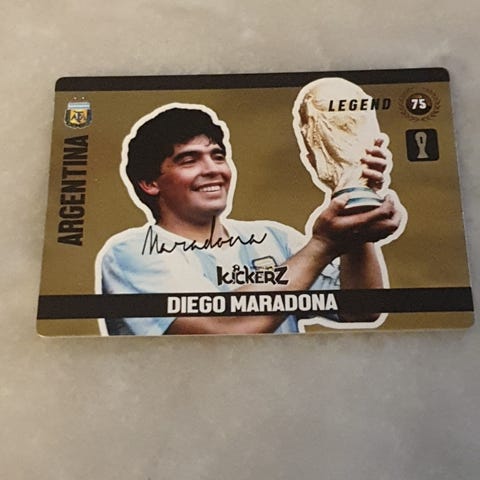 LEGEND 75
ARGENTINA
Maradona
KICKERZ
DIEGO MARADONA